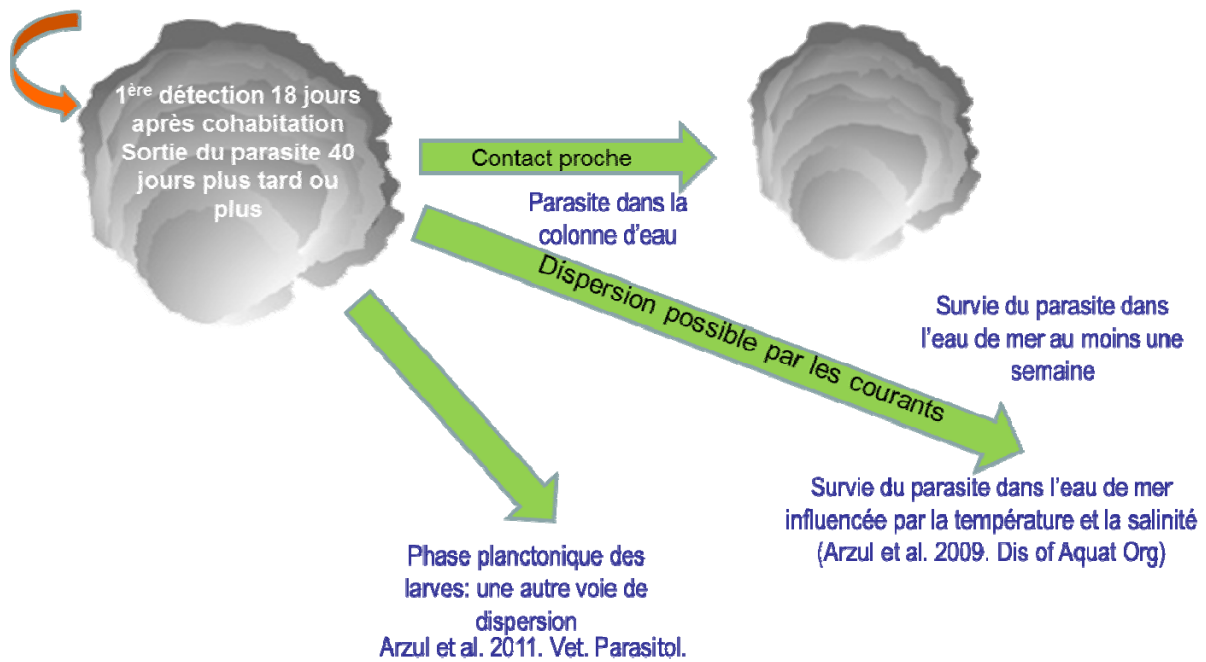 1ère détection 18 jours
après cohabitation
Sortie du parasite 40
jours plus tard ou
plus
Contact proche
Parasite dans la
colonne d'eau
Dispersion possible par les courants
Survie du parasite dans
l'eau de mer au moins une
semaine
Survie du parasite dans l'eau de mer
influencée par la température et la salinité
(Arzul et al. 2009. Dis of Aquat Org)
Phase planctonique des
larves: une autre voie de
dispersion
Arzul et al. 2011. Vet. Parasitol.